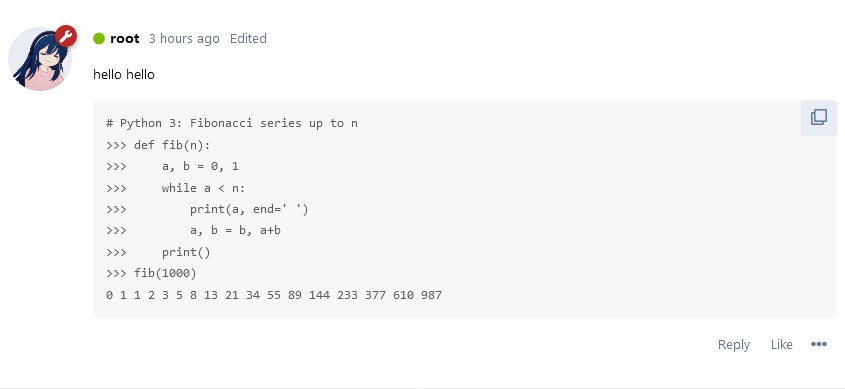 root 3 hours ago Edited
hello hello
# Python 3: Fibonacci series up to n
>>> def fib(n):
>>>     a, b = 0, 1
>>>     while a < n:
>>>         print(a, end=' ')
>>>         a, b = b, a+b
>>>     print()
>>> fib(1000)
0 1 1 2 3 5 8 13 21 34 55 89 144 233 377 610 987
Reply Like •••